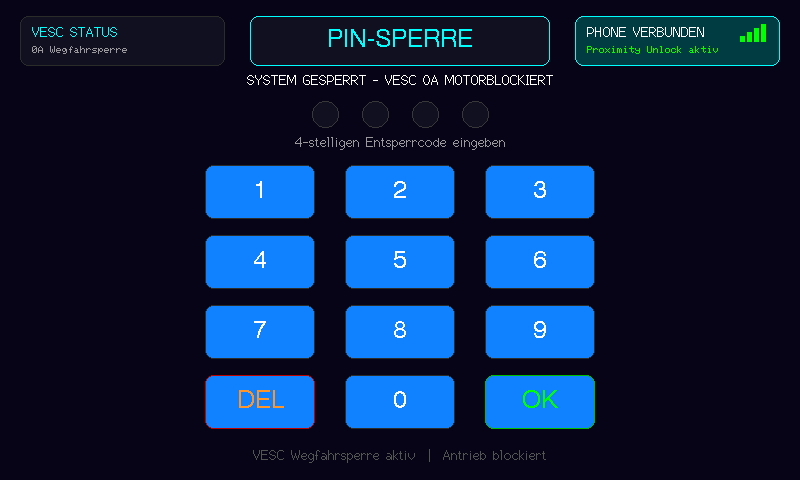 VESC STATUS
0A Wegfahrsperre
PIN-SPERRE
PHONE VERBUNDEN
Proximity Unlock aktiv
SYSTEM GESPERRT - VESC 0A MOTORBLOCKIERT
4-stelligen Entsperrcode eingeben
1 2 3
4 5 6
7 8 9
DEL 0 OK
VESC Wegfahrsperre aktiv | Antrieb blockiert